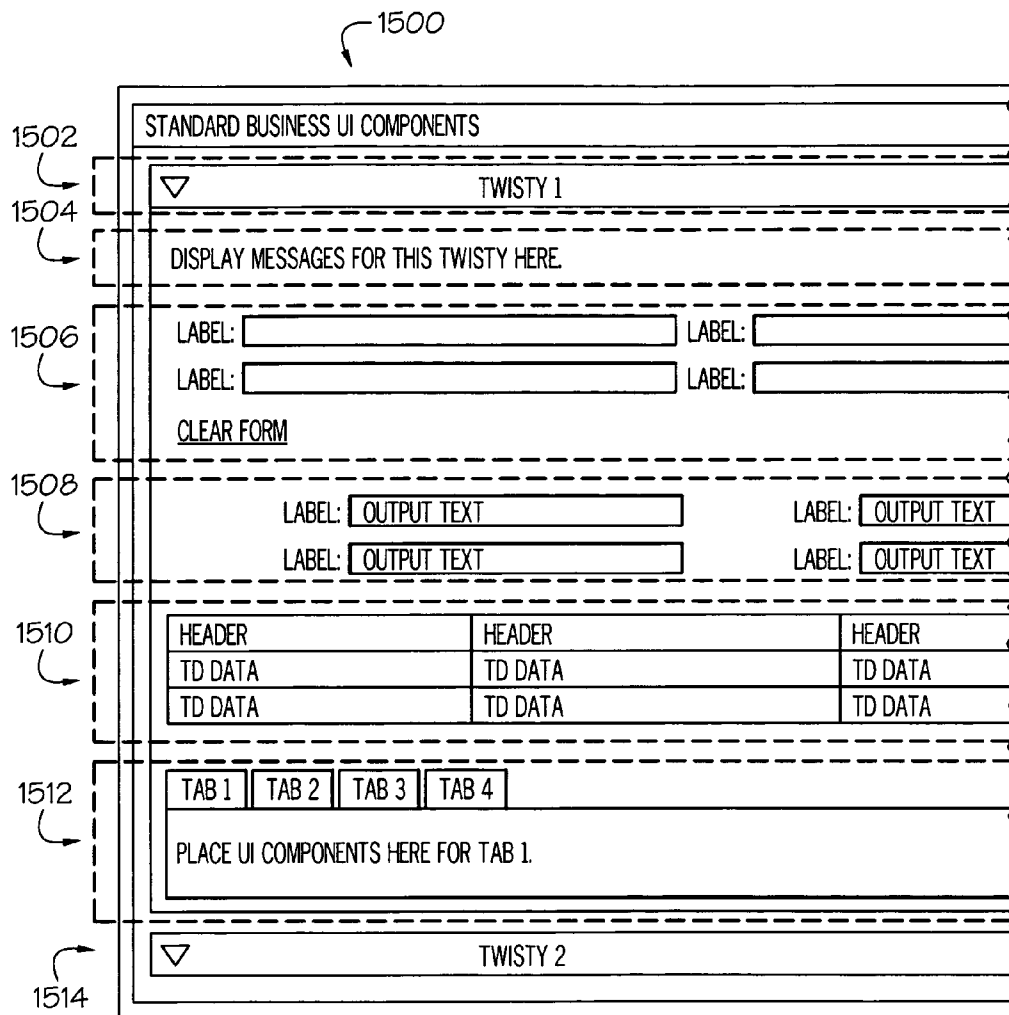 1500
STANDARD BUSINESS UI COMPONENTS
1502
TWISTY 1
1504
DISPLAY MESSAGES FOR THIS TWISTY HERE.
1506
LABEL: LABEL:
LABEL: LABEL:
CLEAR FORM
1508
LABEL: OUTPUT TEXT LABEL: OUTPUT TEXT
LABEL: OUTPUT TEXT LABEL: OUTPUT TEXT
1510
HEADER HEADER HEADER
TD DATA TD DATA TD DATA
TD DATA TD DATA TD DATA
1512
TAB 1 TAB 2 TAB 3 TAB 4
PLACE UI COMPONENTS HERE FOR TAB 1.
TWISTY 2
1514